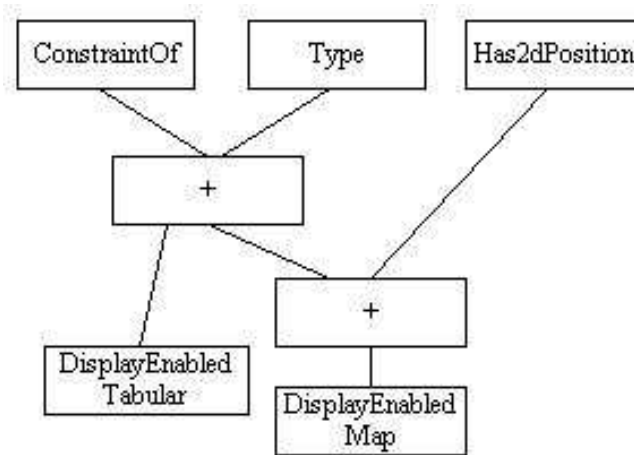 ConstraintOf
Type
Has2dPosition
+
+
DisplayEnabled
Tabular
DisplayEnabled
Map